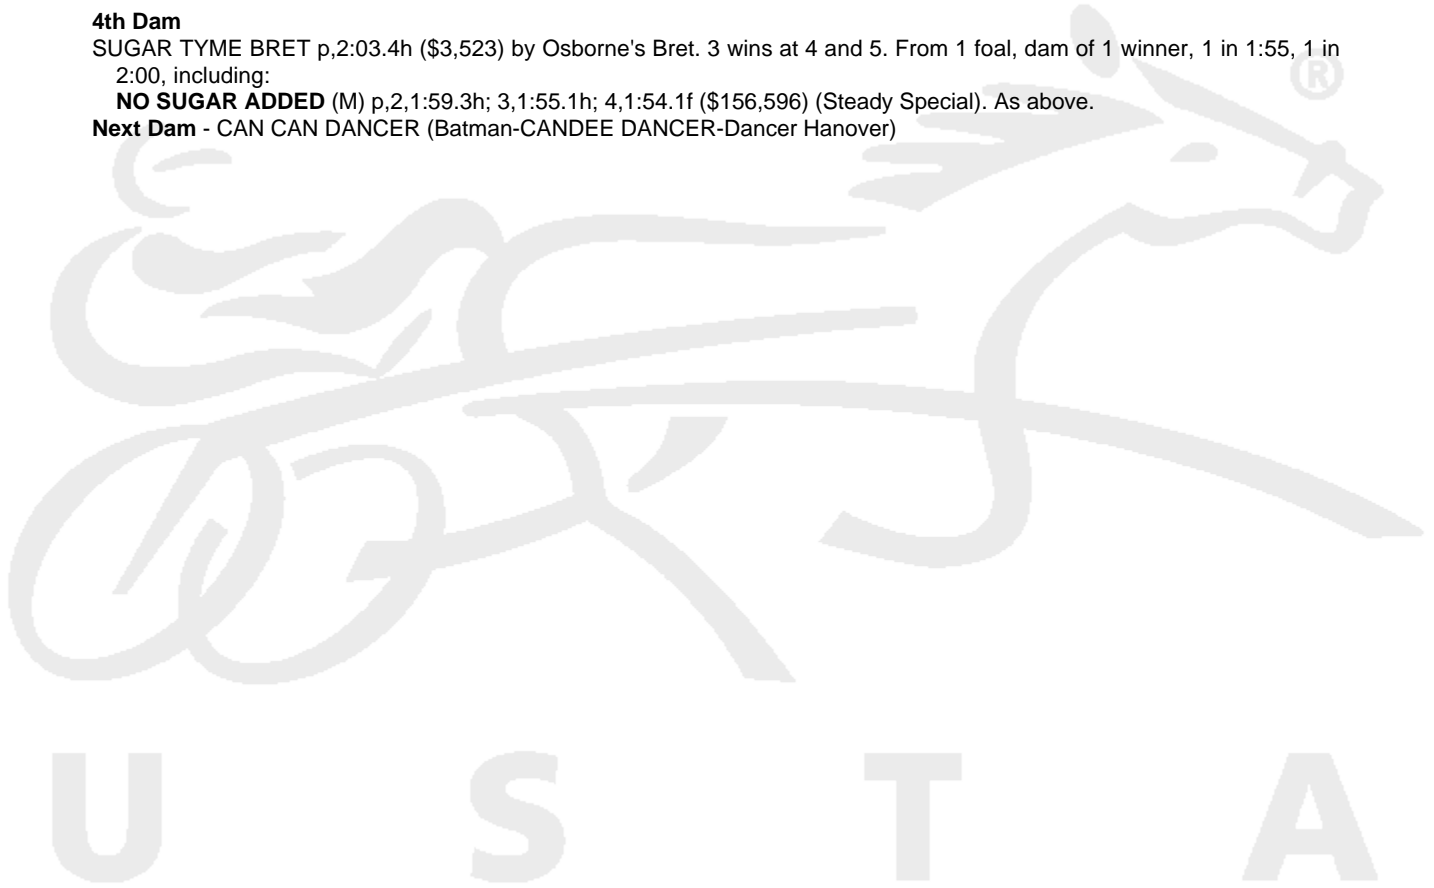 4th Dam
SUGAR TYME BRET p,2:03.4h ($3,523) by Osborne's Bret. 3 wins at 4 and 5. From 1 foal, dam of 1 winner, 1 in 1:55, 1 in
2:00, including:
NO SUGAR ADDED (M) p,2,1:59.3h; 3,1:55.1h; 4,1:54.1f ($156,596) (Steady Special). As above.
Next Dam - CAN CAN DANCER (Batman-CANDEE DANCER-Dancer Hanover)
®
U S T A